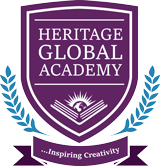 HERITAGE
GLOBAL
ACADEMY
...Inspiring Creativity